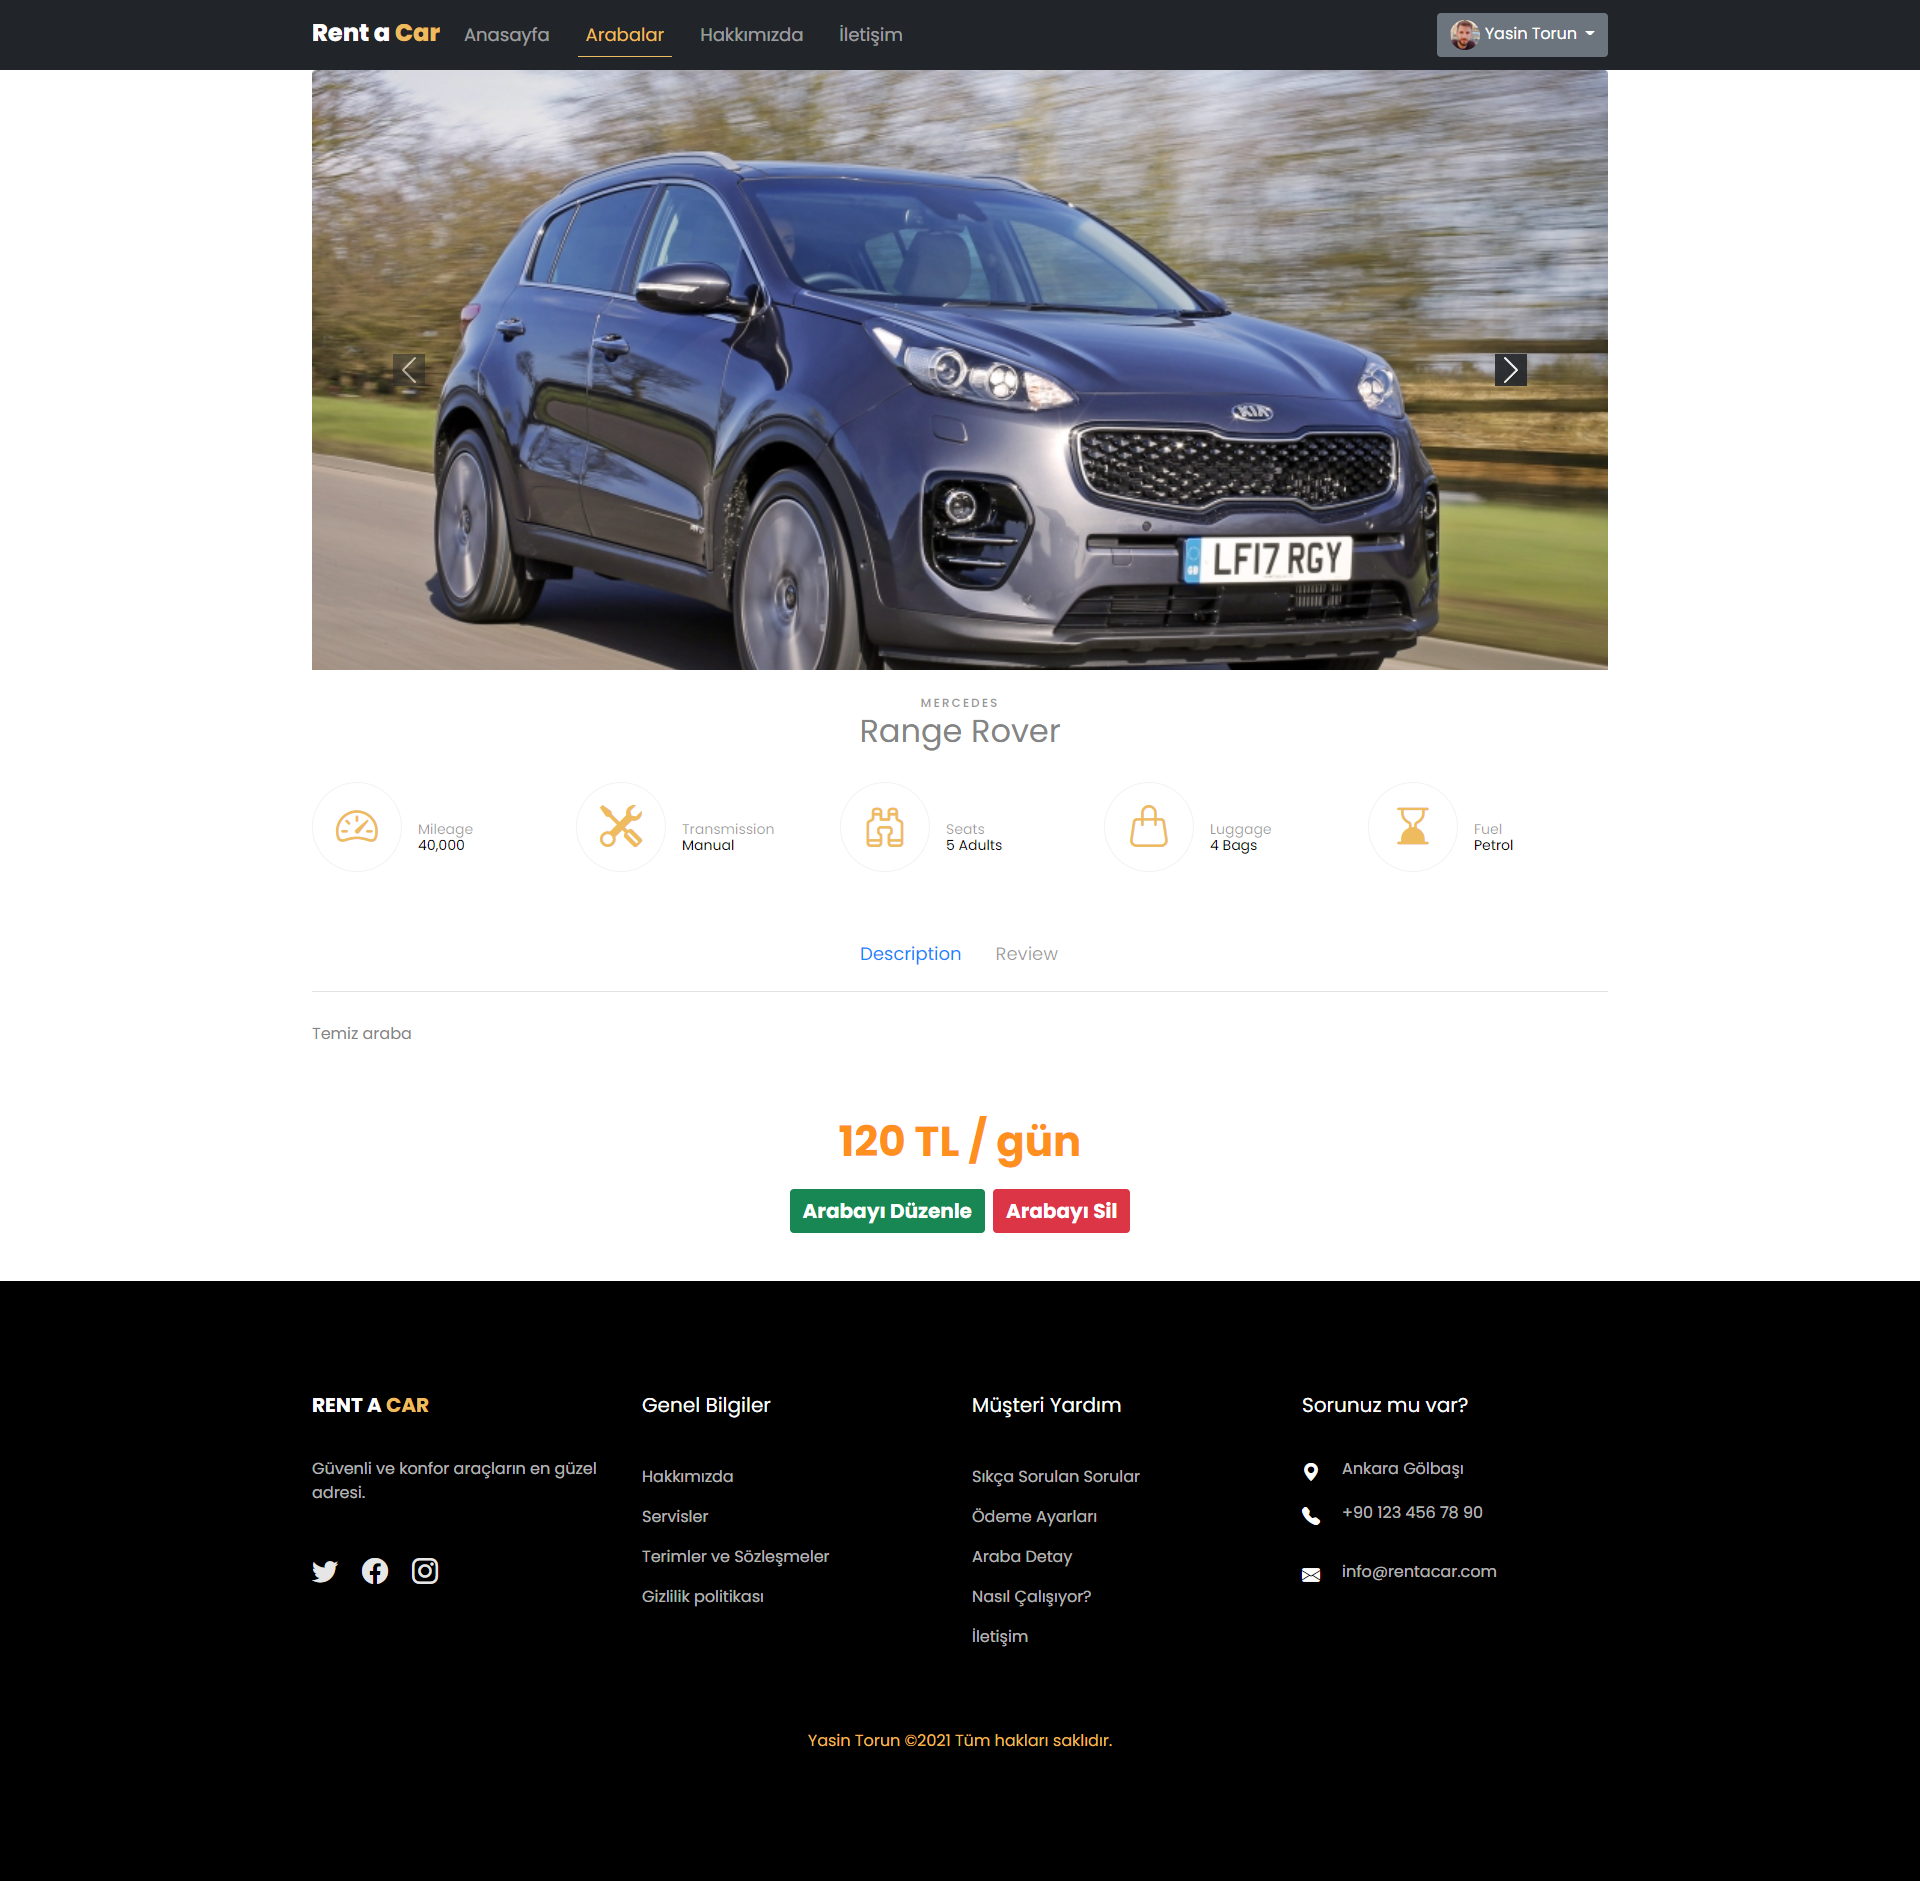 Rent a Car Anasayfa Arabalar Hakkımızda İletişim Yasin Torun
KIA
GB LF17 RGY
MERCEDES
Range Rover
Mileage
40,000
Transmission
Manual
Seats
5 Adults
Luggage
4 Bags
Fuel
Petrol
Description Review
Temiz araba
120 TL / gün
Arabayı Düzenle Arabayı Sil
RENT A CAR
Güvenli ve konfor araçların en güzel
adresi.
Genel Bilgiler
Hakkımızda
Servisler
Terimler ve Sözleşmeler
Gizlilik politikası
Müşteri Yardım
Sıkça Sorulan Sorular
Ödeme Ayarları
Araba Detay
Nasıl Çalışıyor?
İletişim
Sorunuz mu var?
Ankara Gölbaşı
+90 123 456 78 90
info@rentacar.com
Yasin Torun ©2021 Tüm hakları saklıdır.